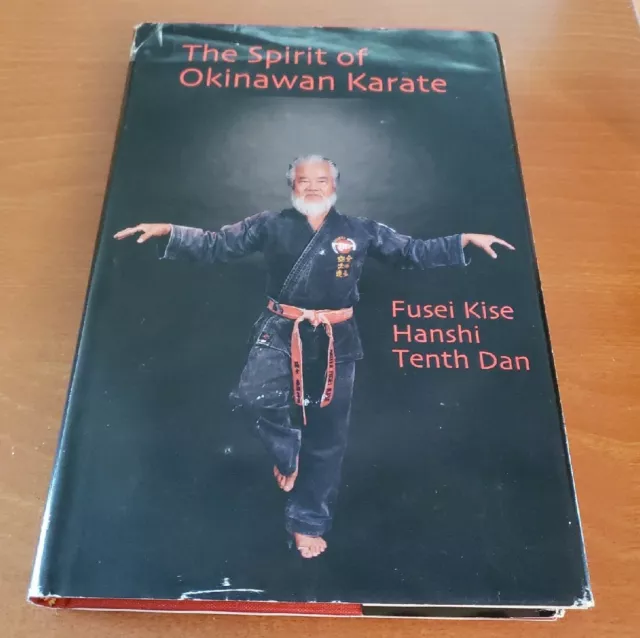 The Spirit of
Okinawan Karate
Fusei Kise
Hanshi
Tenth Dan